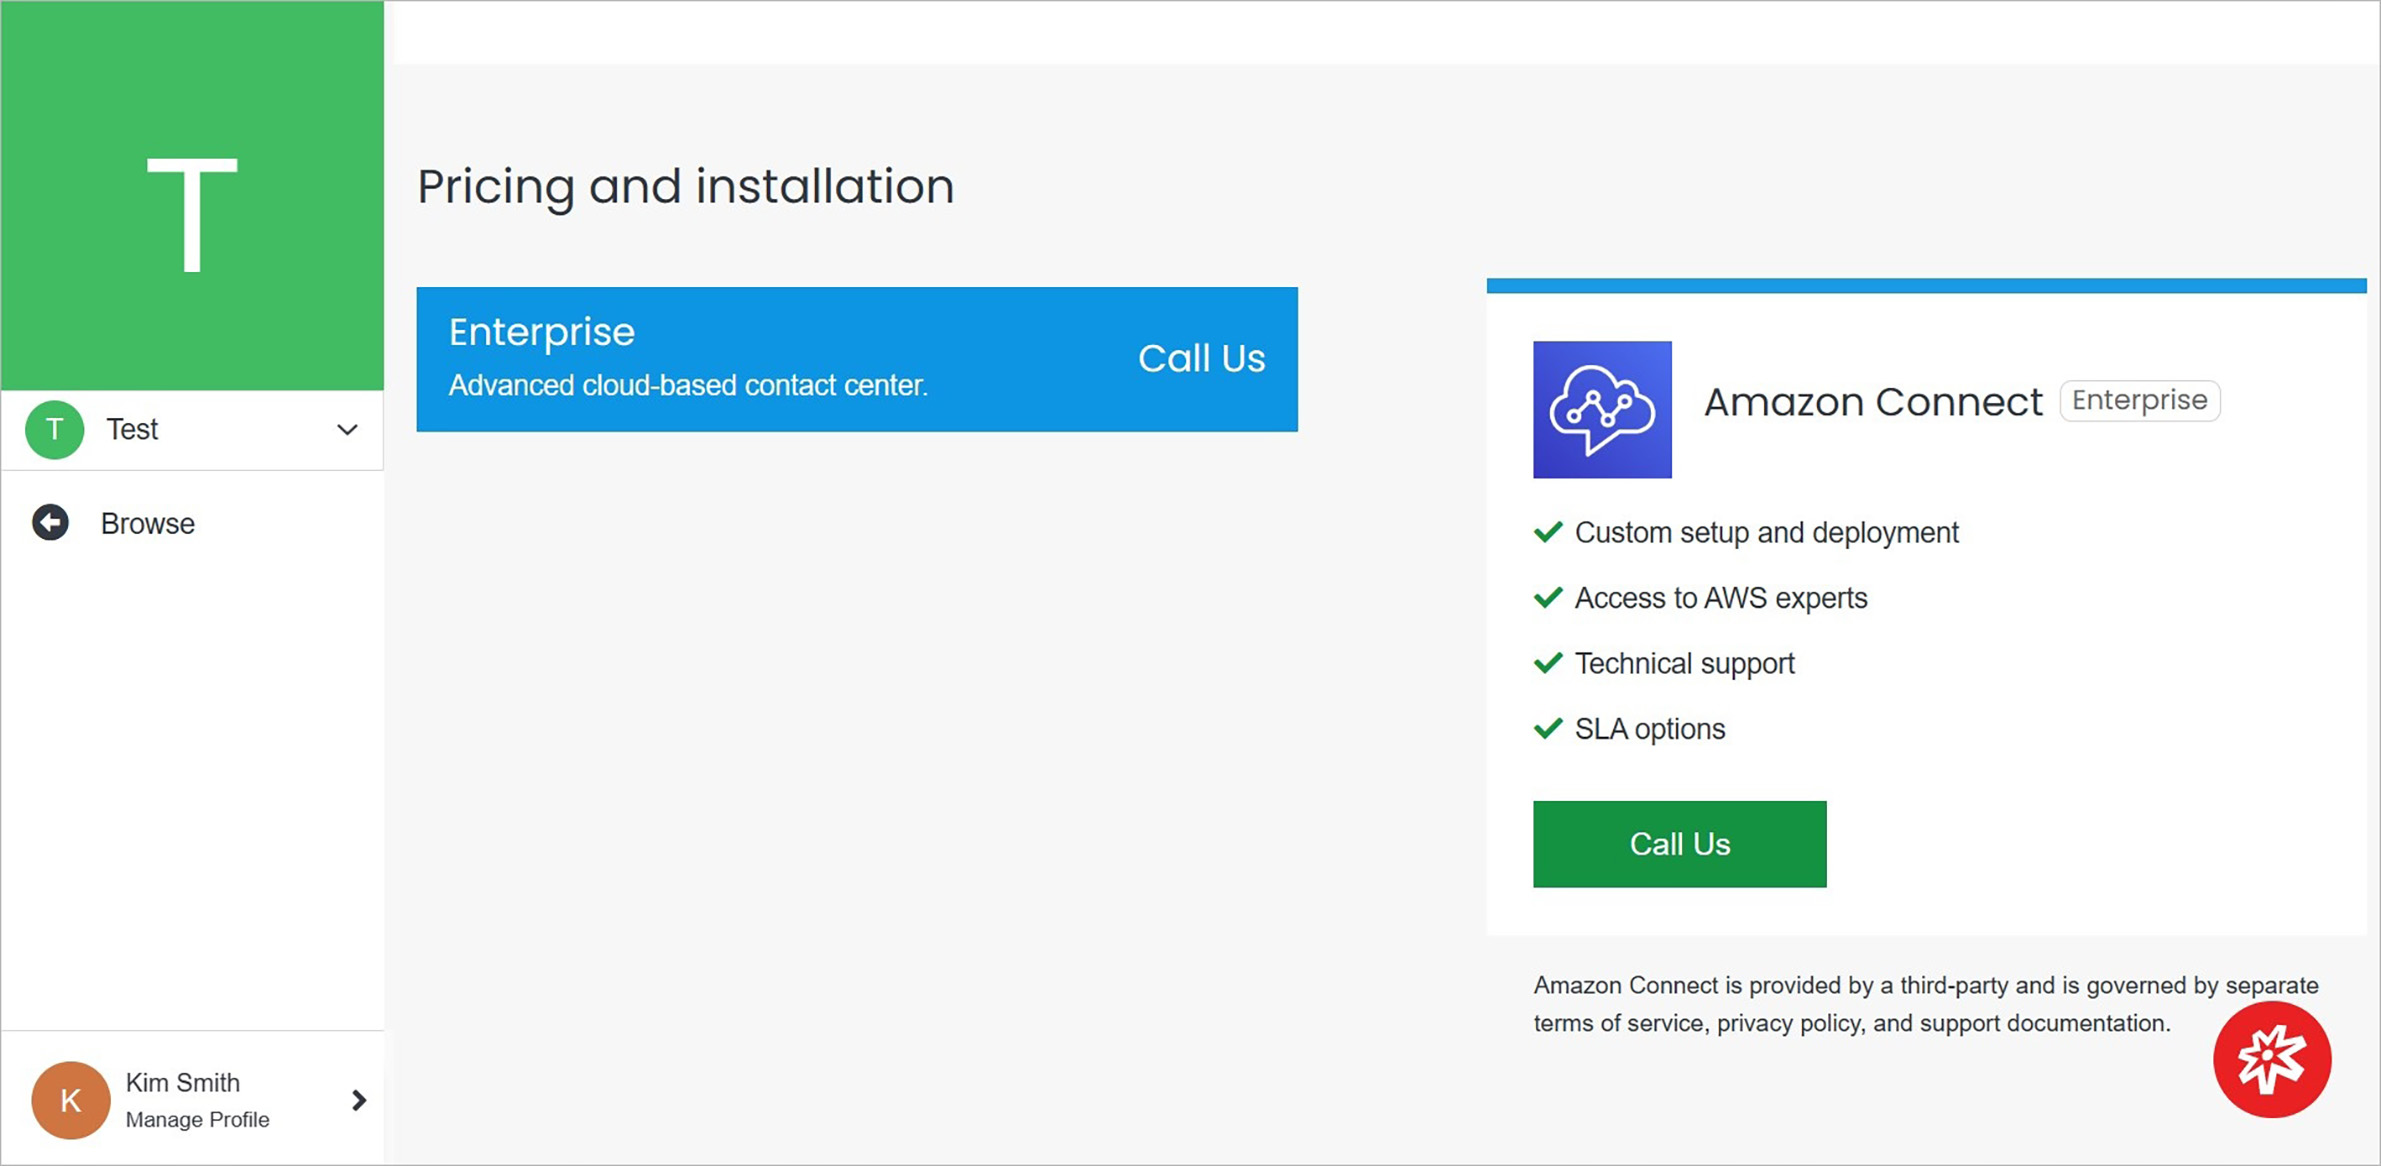 T
T Test
Browse
Kim Smith
K
Manage Profile
Pricing and installation
Enterprise
Advanced cloud-based contact center.
Call Us
Amazon Connect Enterprise
Custom setup and deployment
Access to AWS experts
Technical support
SLA options
Call Us
Amazon Connect is provided by a third-party and is governed by separate
terms of service, privacy policy, and support documentation.